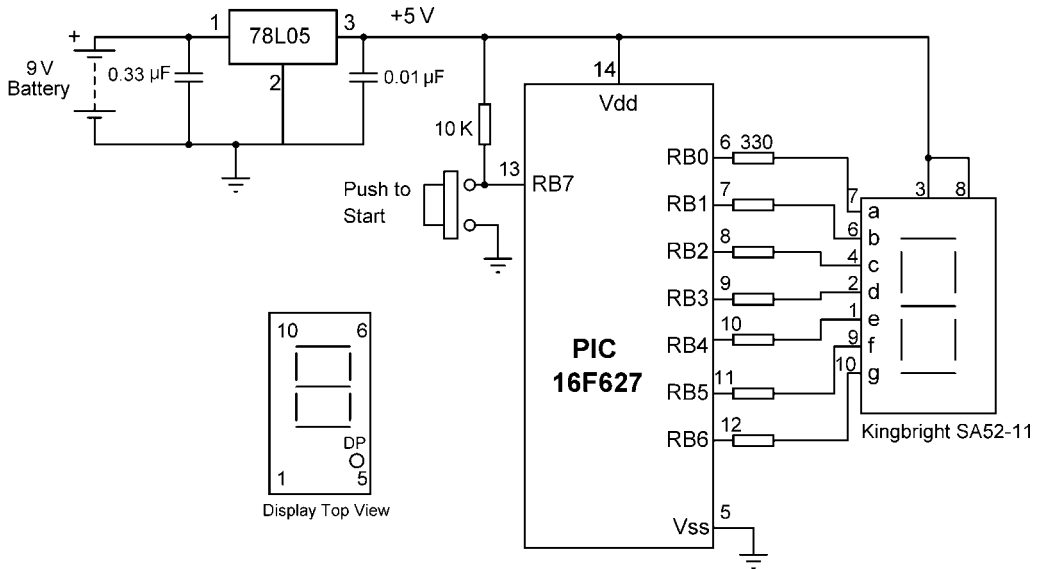 +5 V
1
78L05
3
+
9 V
Battery
0.33 µF
2
0.01 µF
14
Vdd
10 K
13
RB7
Push to
Start
RB0
6
330
RB1
7
RB2
8
RB3
9
RB4
10
RB5
11
RB6
12
PIC
16F627
Vss
5
3
8
7
a
6
b
4
c
2
d
1
e
9
f
10
g
Kingbright SA52-11
10
6
DP
1
5
Display Top View